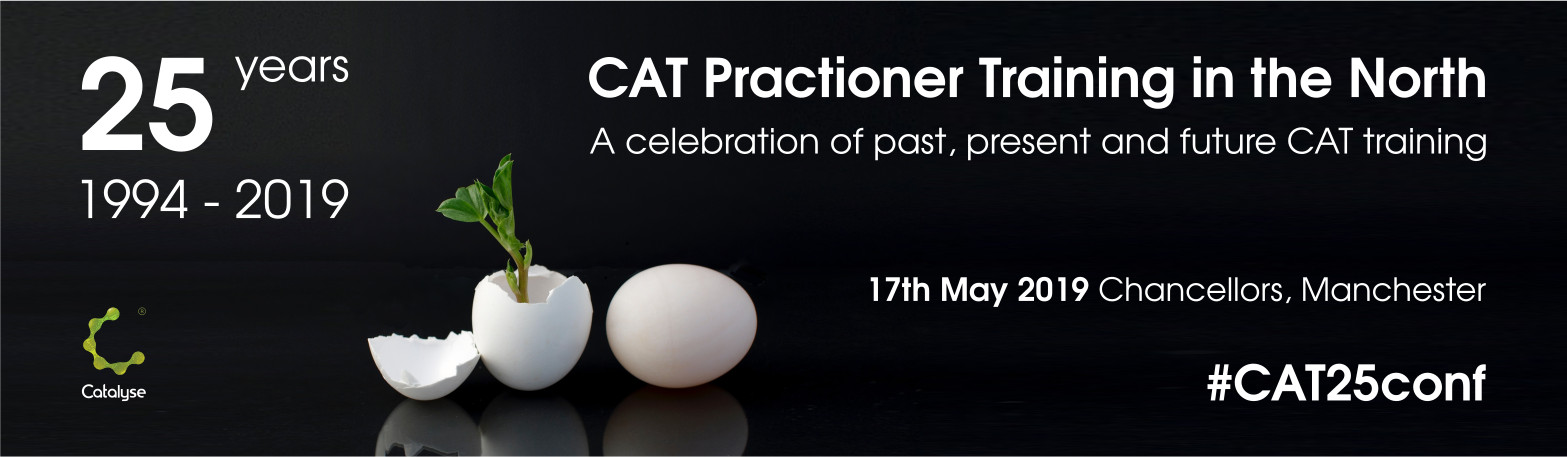 25 years
1994 - 2019
CAT Practioner Training in the North
A celebration of past, present and future CAT training
17th May 2019 Chancellors, Manchester
#CAT25conf
®
Catalyse